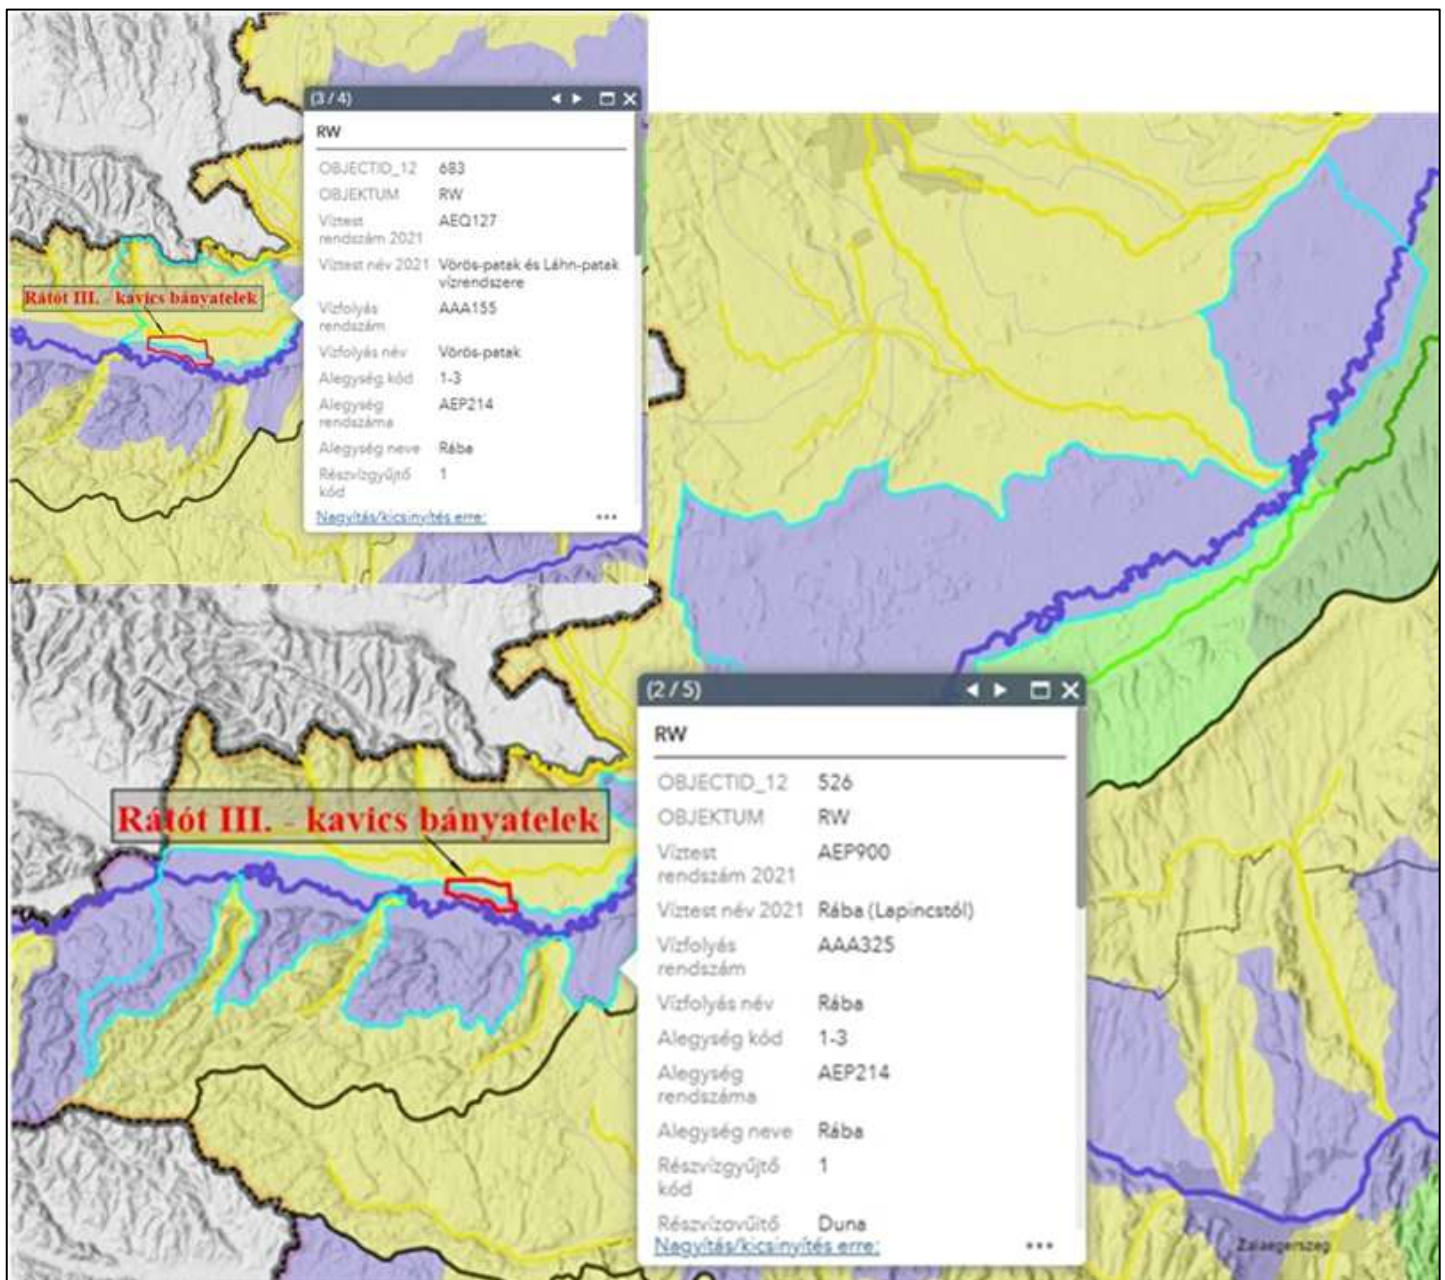 (3 / 4)
RW
OBJECTID_12 683
OBJEKTUM RW
Víztest rendszám 2021 AEQ127
Víztest név 2021 Vörös-patak és Láhn-patak vízrendszere
Vízfolyás rendszám AAA155
Vízfolyás név Vörös-patak
Alegység kód 1-3
Alegység rendszáma AEP214
Alegység neve Rába
Részvízgyűjtő kód 1
Nagyítás/kicsinyítés erre:
Rátót III. - kavics bányatelek
(2 / 5)
RW
OBJECTID_12 526
OBJEKTUM RW
Víztest rendszám 2021 AEP900
Víztest név 2021 Rába (Lapincstól)
Vízfolyás rendszám AAA325
Vízfolyás név Rába
Alegység kód 1-3
Alegység rendszáma AEP214
Alegység neve Rába
Részvízgyűjtő kód 1
Részvízgyűjtő Duna
Nagyítás/kicsinyítés erre:
Rátót III. - kavics bányatelek
Zalaegerszeg